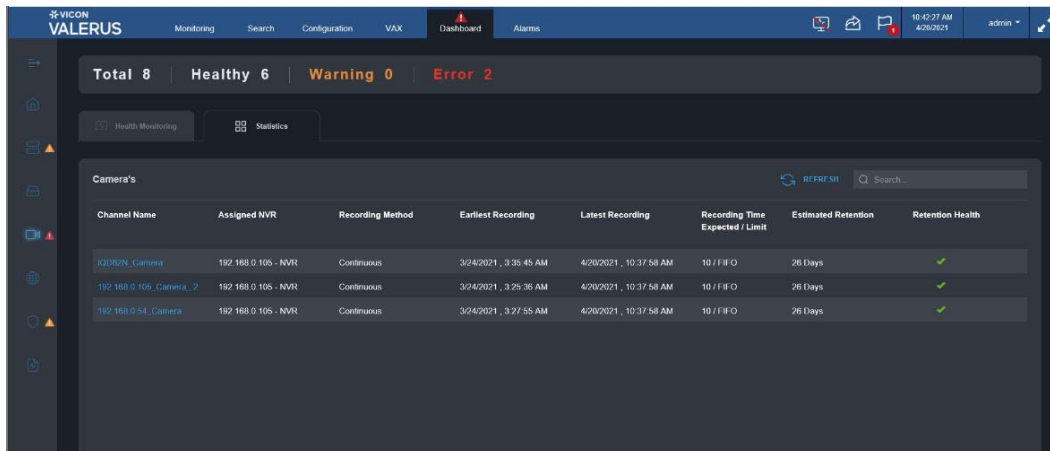 VICON
VALERUS
Monitoring Search Configuration VAX Dashboard Alarms
1
10:42:27 AM
4/20/2021
admin
Total 8 | Healthy 6 | Warning 0 | Error 2
Health Monitoring Statistics
Camera's REFRESH Search...
Channel Name Assigned NVR Recording Method Earliest Recording Latest Recording Recording Time Expected / Limit Estimated Retention Retention Health
IQD62N_Camera 192.168.0.105 - NVR Continuous 3/24/2021 , 3:35:45 AM 4/20/2021 , 10:37:58 AM 10 / FIFO 26 Days
192.168.0.105_Camera_ 2 192.168.0.105 - NVR Continuous 3/24/2021 , 3:25:36 AM 4/20/2021 , 10:37:58 AM 10 / FIFO 26 Days
192.168.0.54_Camera 192.168.0.105 - NVR Continuous 3/24/2021 , 3:27:55 AM 4/20/2021 , 10:37:58 AM 10 / FIFO 26 Days